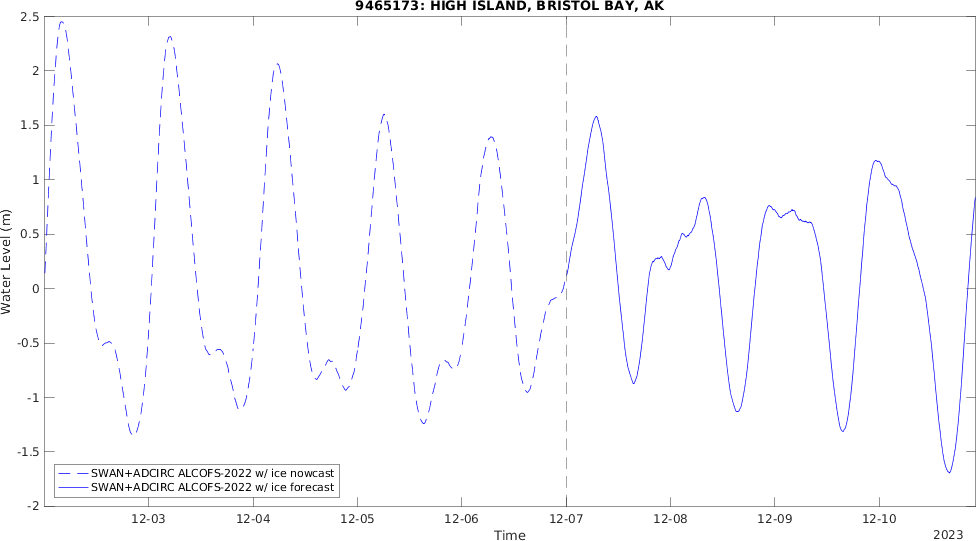 9465173: HIGH ISLAND, BRISTOL BAY, AK
2.5
2
1.5
1
0.5
0
-0.5
-1
-1.5
-2
Water Level (m)
SWAN+ADCIRC ALCOFS-2022 w/ ice nowcast
SWAN+ADCIRC ALCOFS-2022 w/ ice forecast
12-03 12-04 12-05 12-06 12-07 12-08 12-09 12-10
Time
2023